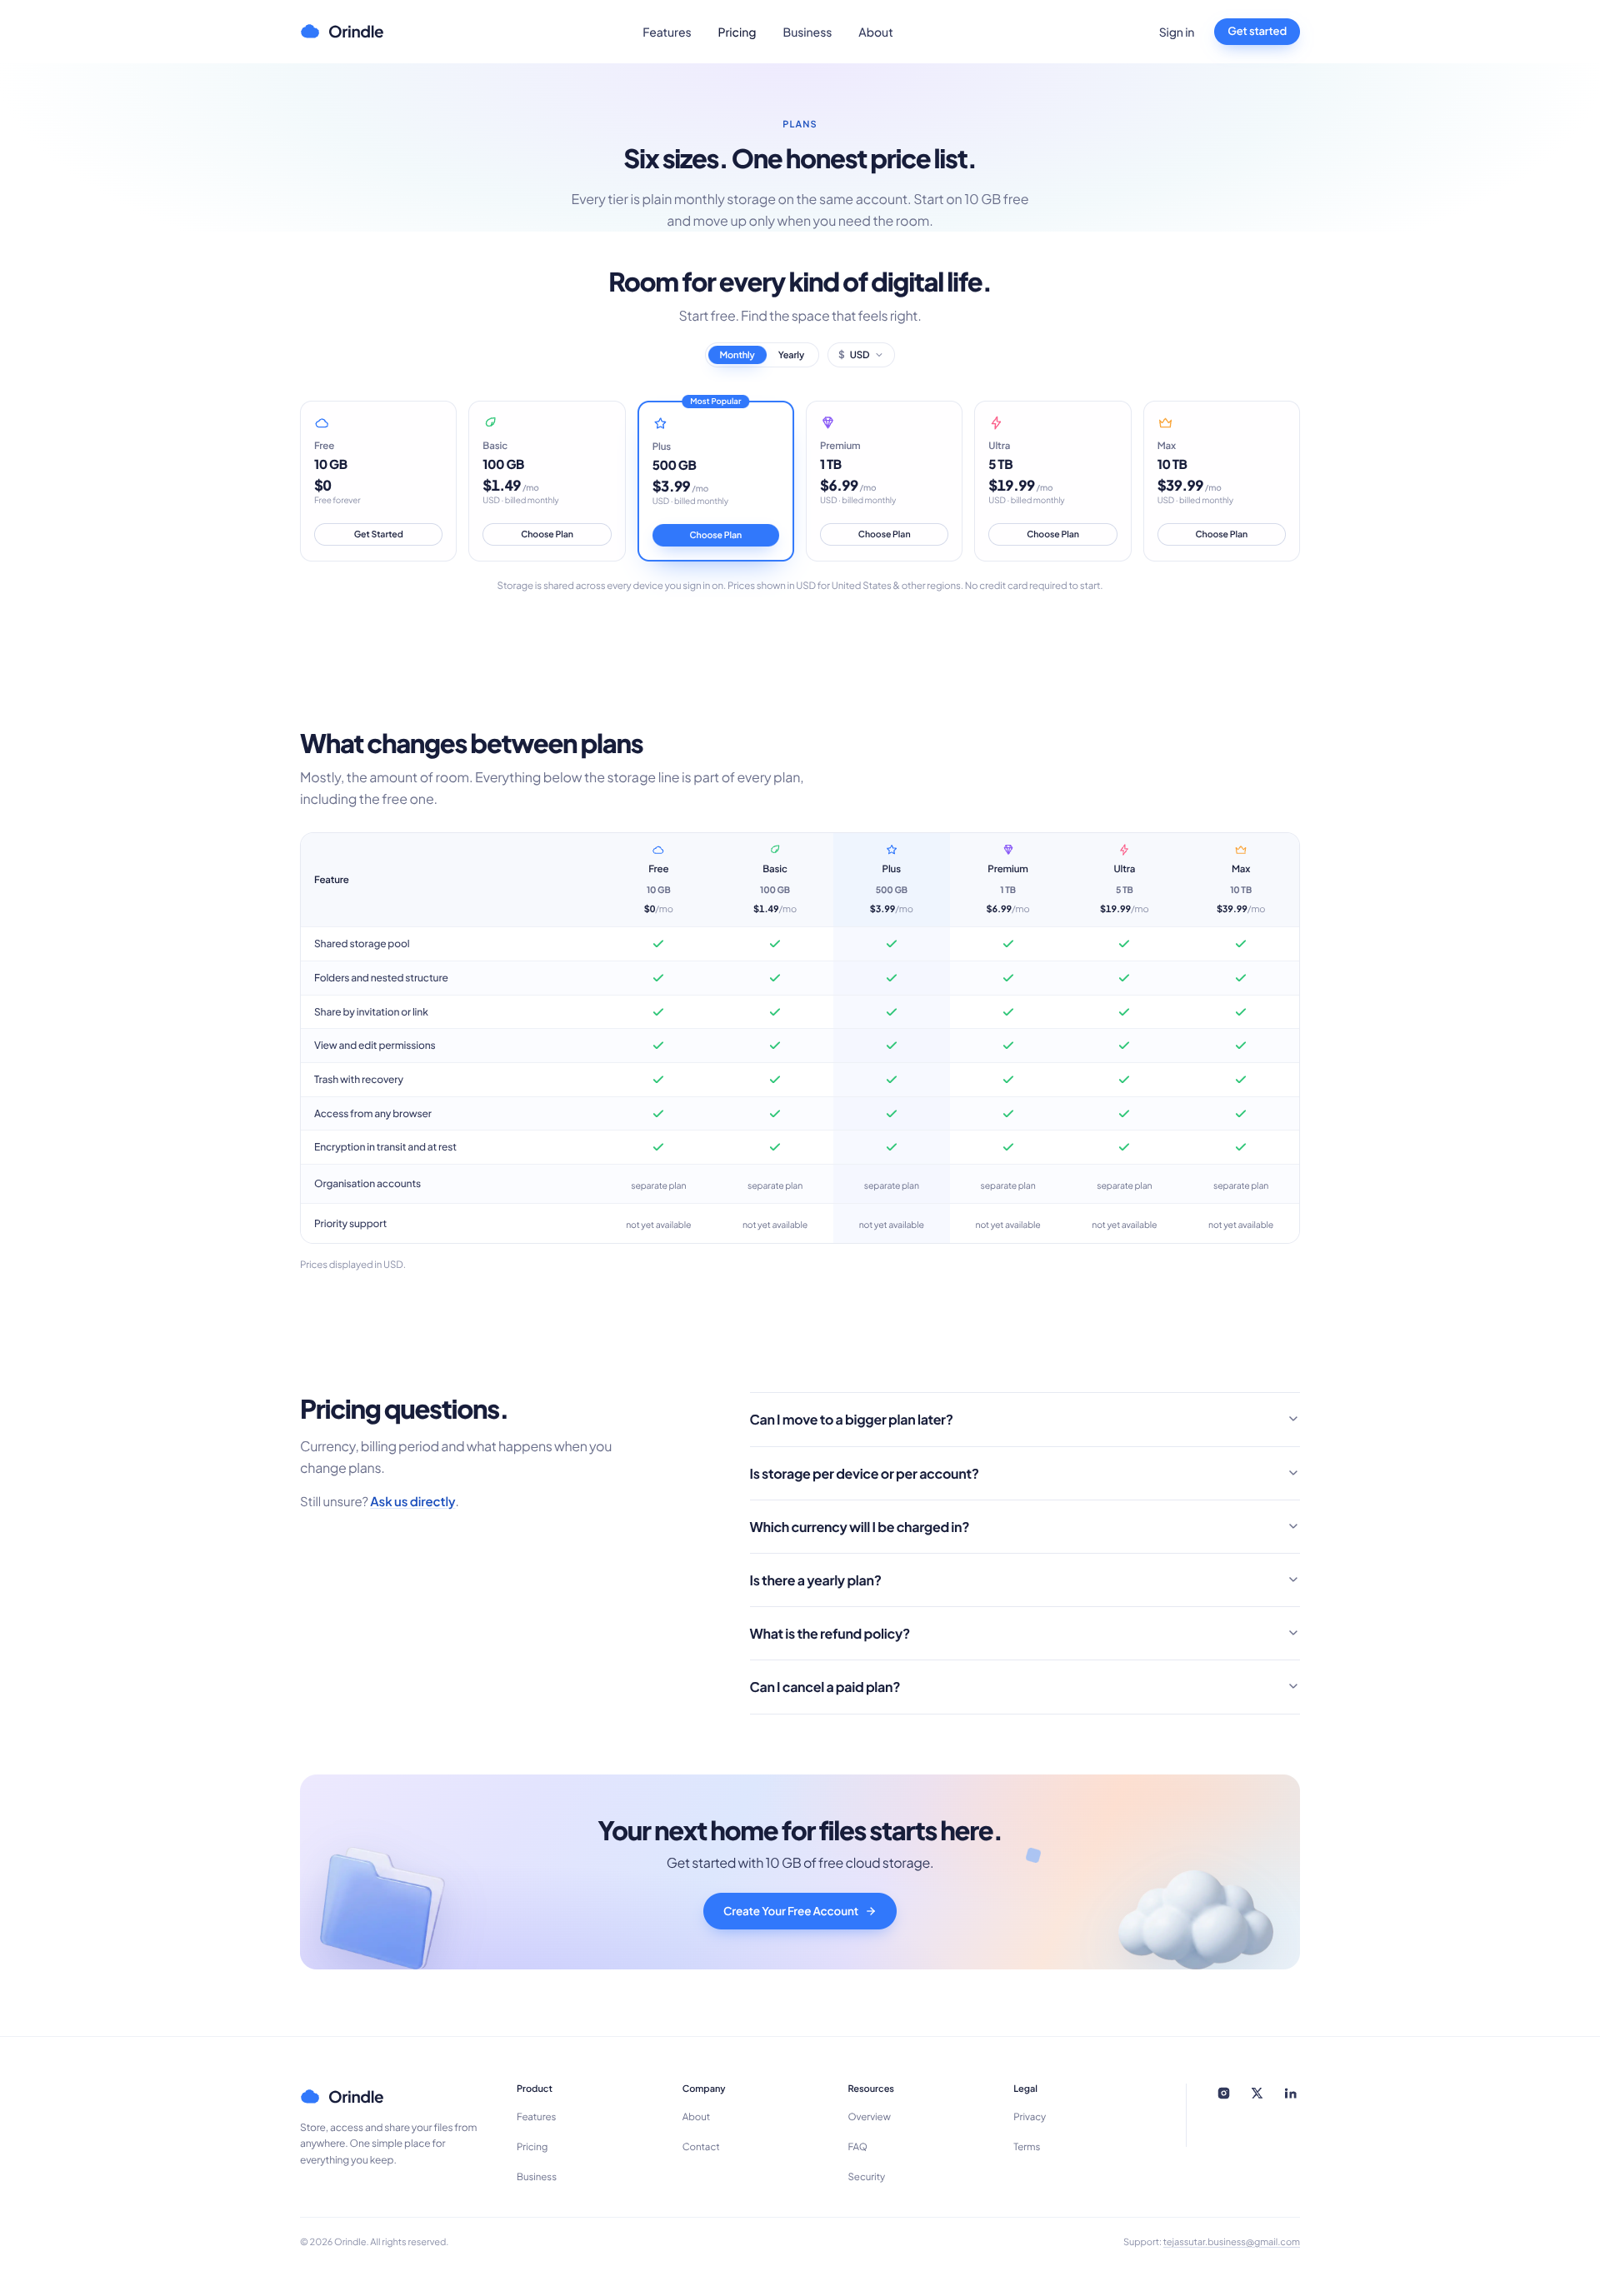 Orindle
Features Pricing Business About
Sign in Get started
PLANS
Six sizes. One honest price list.
Every tier is plain monthly storage on the same account. Start on 10 GB free
and move up only when you need the room.
Room for every kind of digital life.
Start free. Find the space that feels right.
Monthly Yearly $ USD
Most Popular
Free
10 GB
$0
Free forever
Get Started
Basic
100 GB
$1.49 /mo
USD · billed monthly
Choose Plan
Plus
500 GB
$3.99 /mo
USD · billed monthly
Choose Plan
Premium
1 TB
$6.99 /mo
USD · billed monthly
Choose Plan
Ultra
5 TB
$19.99 /mo
USD · billed monthly
Choose Plan
Max
10 TB
$39.99 /mo
USD · billed monthly
Choose Plan
Storage is shared across every device you sign in on. Prices shown in USD for United States & other regions. No credit card required to start.
What changes between plans
Mostly, the amount of room. Everything below the storage line is part of every plan,
including the free one.
Feature
Free Basic Plus Premium Ultra Max
10 GB 100 GB 500 GB 1 TB 5 TB 10 TB
$0/mo $1.49/mo $3.99/mo $6.99/mo $19.99/mo $39.99/mo
Shared storage pool
Folders and nested structure
Share by invitation or link
View and edit permissions
Trash with recovery
Access from any browser
Encryption in transit and at rest
Organisation accounts separate plan separate plan separate plan separate plan separate plan separate plan
Priority support not yet available not yet available not yet available not yet available not yet available not yet available
Prices displayed in USD.
Pricing questions.
Currency, billing period and what happens when you
change plans.
Still unsure? Ask us directly.
Can I move to a bigger plan later?
Is storage per device or per account?
Which currency will I be charged in?
Is there a yearly plan?
What is the refund policy?
Can I cancel a paid plan?
Your next home for files starts here.
Get started with 10 GB of free cloud storage.
Create Your Free Account
Orindle
Store, access and share your files from
anywhere. One simple place for
everything you keep.
Product
Features
Pricing
Business
Company
About
Contact
Resources
Overview
FAQ
Security
Legal
Privacy
Terms
© 2026 Orindle. All rights reserved.
Support: tejassutar.business@gmail.com